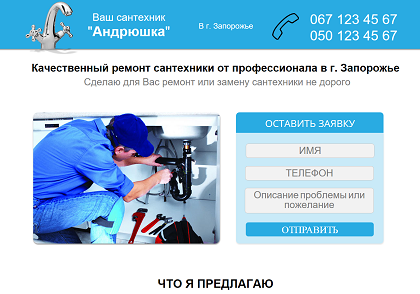 Ваш сантехник
"Андрюшка"
В г. Запорожье
067 123 45 67
050 123 45 67
Качественный ремонт сантехники от профессионала в г. Запорожье
Сделаю для Вас ремонт или замену сантехники не дорого
ОСТАВИТЬ ЗАЯВКУ
ИМЯ
ТЕЛЕФОН
Описание проблемы или
пожелание
ОТПРАВИТЬ
ЧТО Я ПРЕДЛАГАЮ